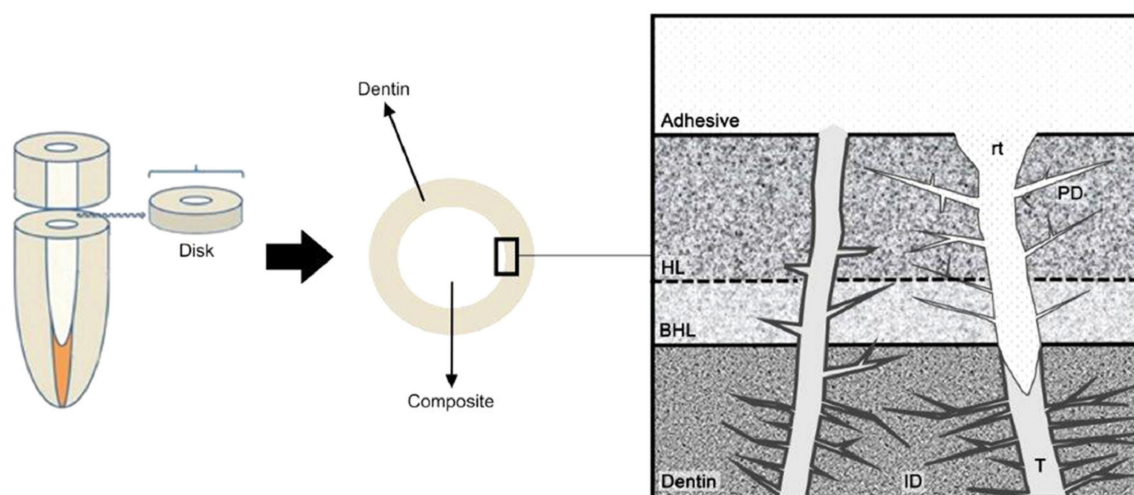 Disk
Dentin
Composite
Adhesive
rt
PD
HL
BHL
Dentin
ID
T